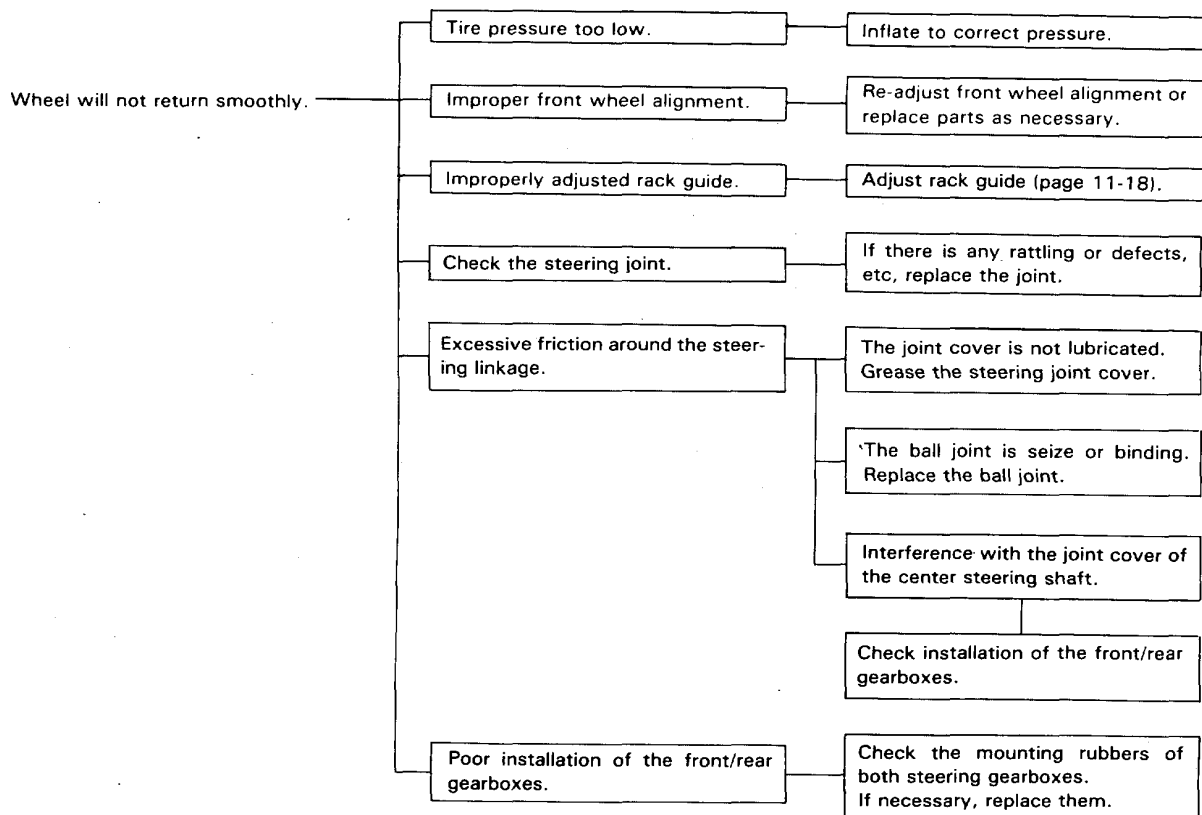 Tire pressure too low.
Inflate to correct pressure.
Wheel will not return smoothly.
Improper front wheel alignment.
Re-adjust front wheel alignment or
replace parts as necessary.
Improperly adjusted rack guide.
Adjust rack guide (page 11-18).
Check the steering joint.
If there is any rattling or defects,
etc, replace the joint.
Excessive friction around the steer-
ing linkage.
The joint cover is not lubricated.
Grease the steering joint cover.
The ball joint is seize or binding.
Replace the ball joint.
Interference with the joint cover of
the center steering shaft.
Check installation of the front/rear
gearboxes.
Poor installation of the front/rear
gearboxes.
Check the mounting rubbers of
both steering gearboxes.
If necessary, replace them.